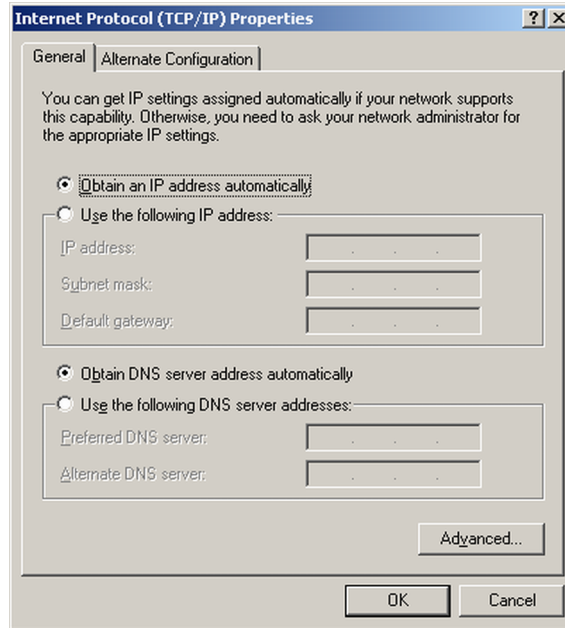 Internet Protocol (TCP/IP) Properties
General Alternate Configuration
You can get IP settings assigned automatically if your network supports
this capability. Otherwise, you need to ask your network administrator for
the appropriate IP settings.
Obtain an IP address automatically
Use the following IP address:
IP address:
Subnet mask:
Default gateway:
Obtain DNS server address automatically
Use the following DNS server addresses:
Preferred DNS server:
Alternate DNS server:
Advanced...
OK Cancel